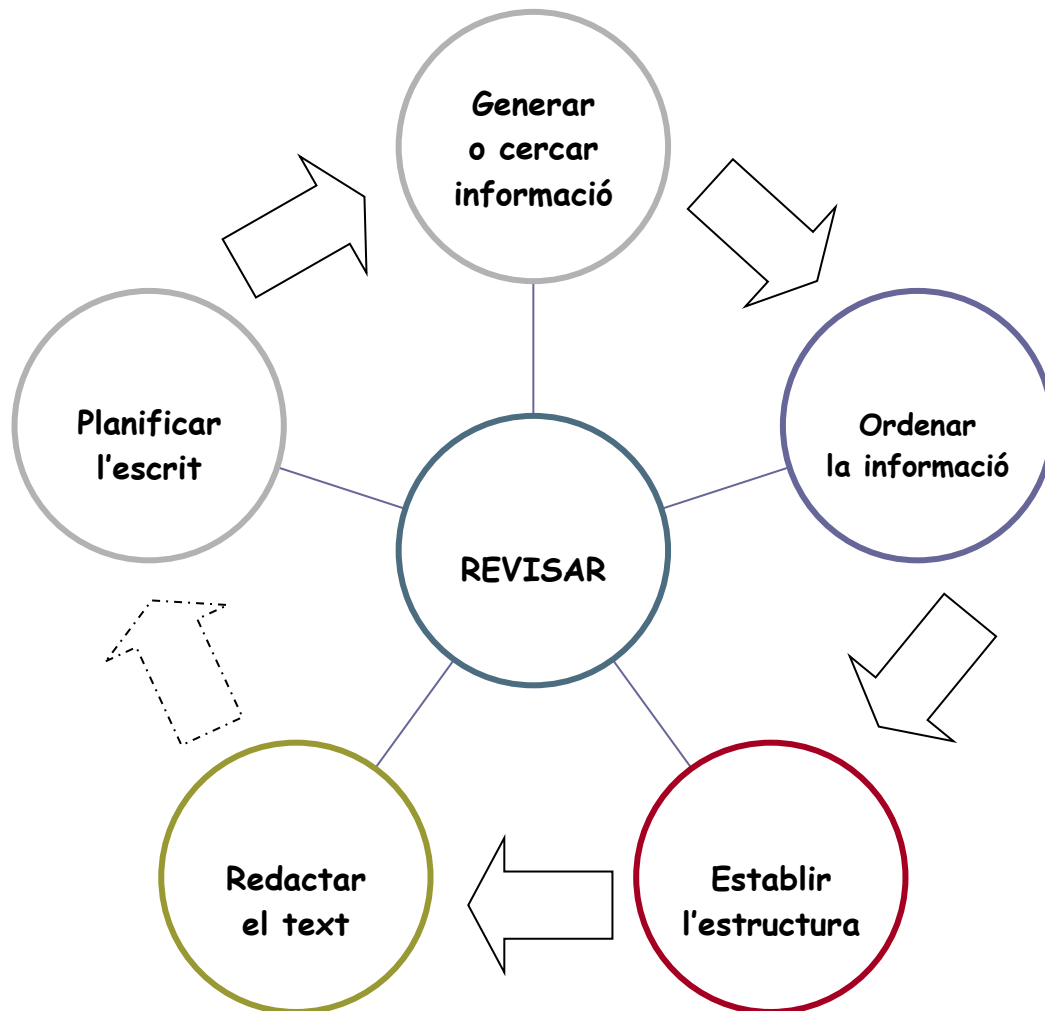 Generar
o cercar
informació
Planificar
l'escrit
Ordenar
la informació
REVISAR
Redactar
el text
Establir
l'estructura